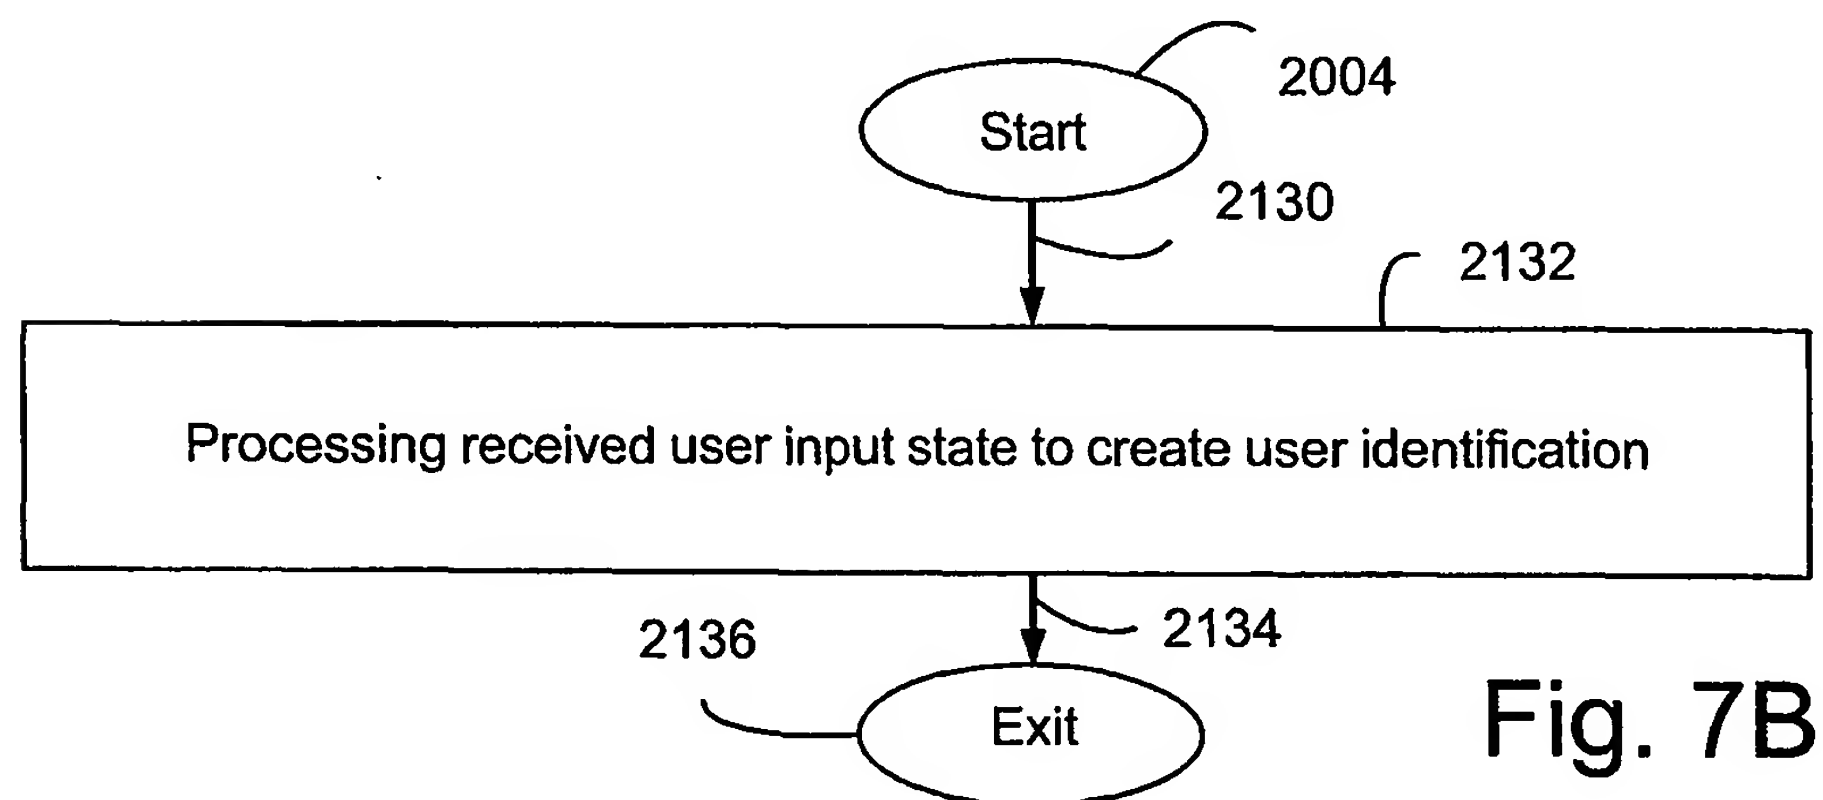 2004
Start
2130
2132
Processing received user input state to create user identification
2136
2134
Exit
Fig. 7B